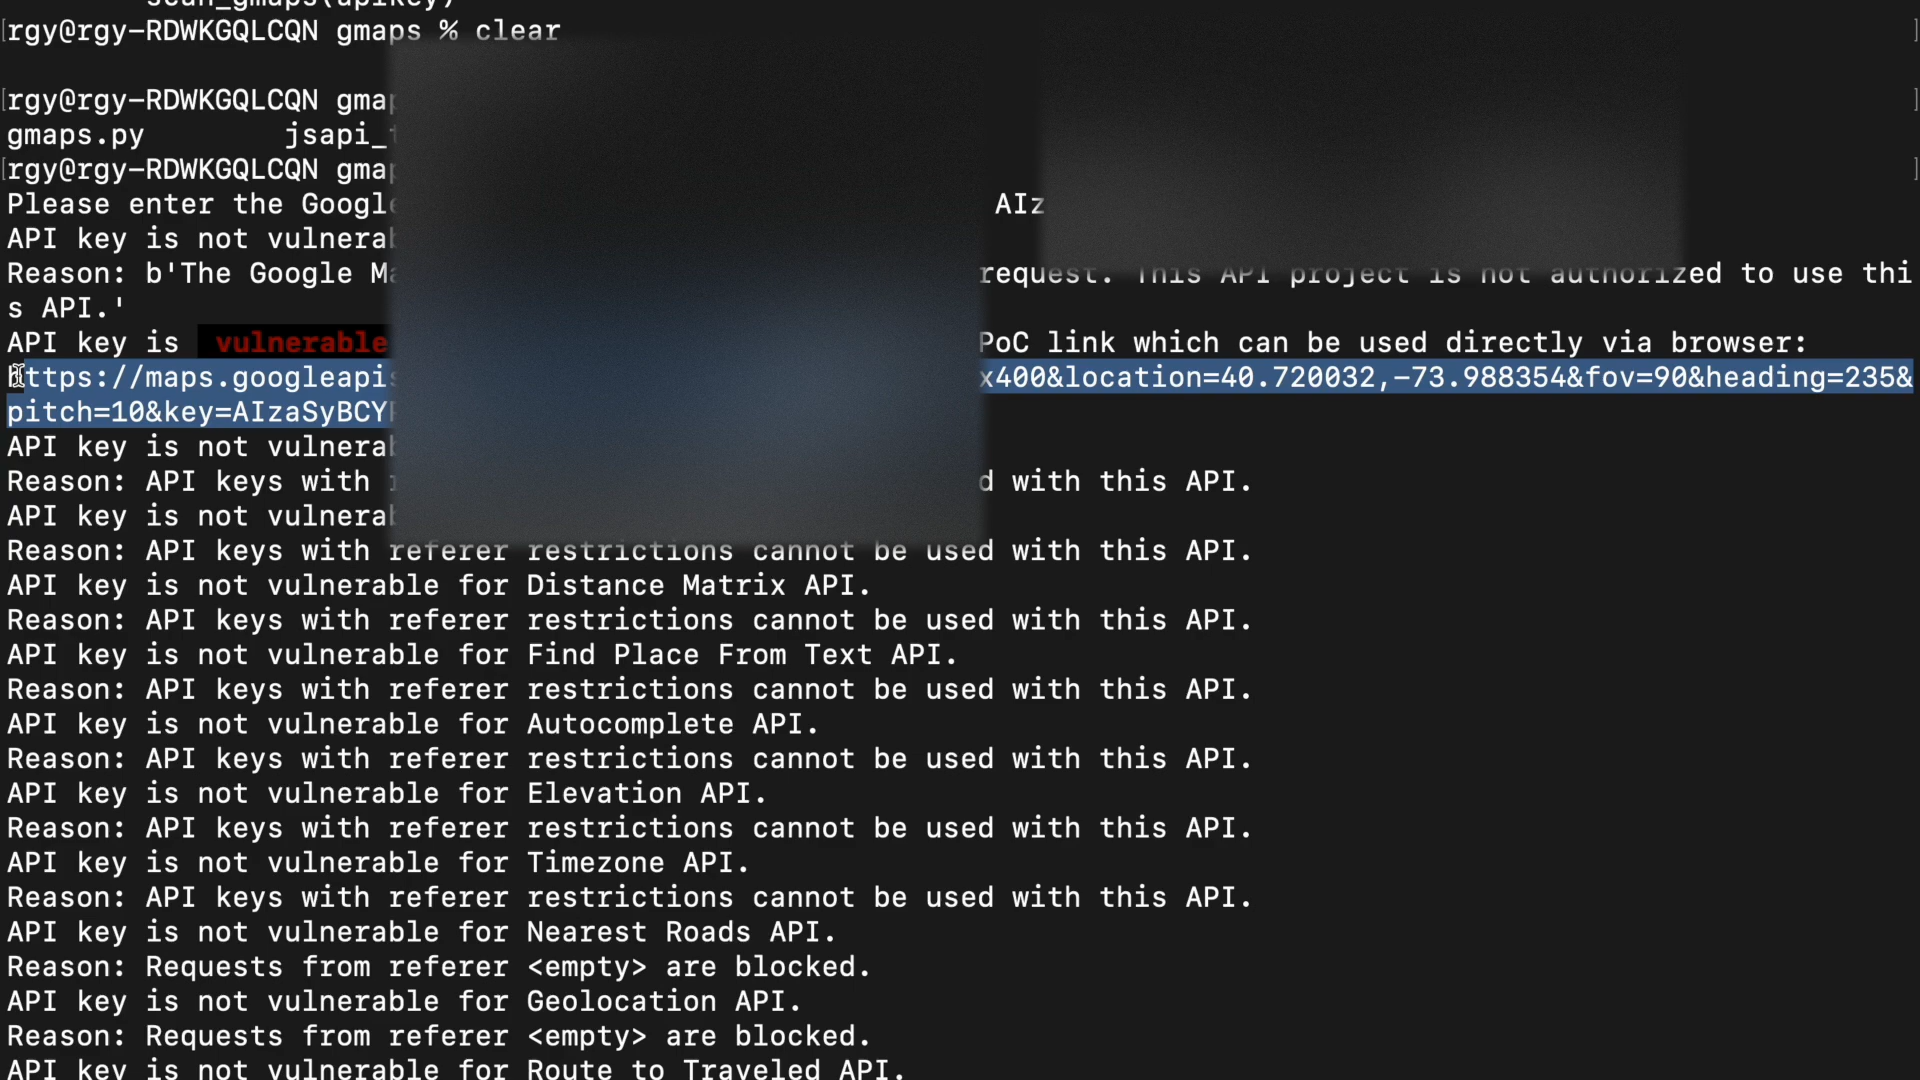 scan_gmaps(apikey)
[rgy@rgy-RDWKGQLCQN gmaps % clear ]
[rgy@rgy-RDWKGQLCQN ]
gmaps.py
[rgy@rgy-RDWKGQLCQN ]
Please enter the AIz
API key is not
Reason: b'The Google request. This API project is not authorized to use thi
s API.'
API key is vulnerable PoC link which can be used directly via browser:
https://maps.googleapis x400&location=40.720032,-73.988354&fov=90&heading=235&
pitch=10&key=AIzaSyBCY
API key is not
Reason: API keys with with this API.
API key is not
Reason: API keys with referer restrictions cannot be used with this API.
API key is not vulnerable for Distance Matrix API.
Reason: API keys with referer restrictions cannot be used with this API.
API key is not vulnerable for Find Place From Text API.
Reason: API keys with referer restrictions cannot be used with this API.
API key is not vulnerable for Autocomplete API.
Reason: API keys with referer restrictions cannot be used with this API.
API key is not vulnerable for Elevation API.
Reason: API keys with referer restrictions cannot be used with this API.
API key is not vulnerable for Timezone API.
Reason: API keys with referer restrictions cannot be used with this API.
API key is not vulnerable for Nearest Roads API.
Reason: Requests from referer <empty> are blocked.
API key is not vulnerable for Geolocation API.
Reason: Requests from referer <empty> are blocked.
API key is not vulnerable for Route to Traveled API.